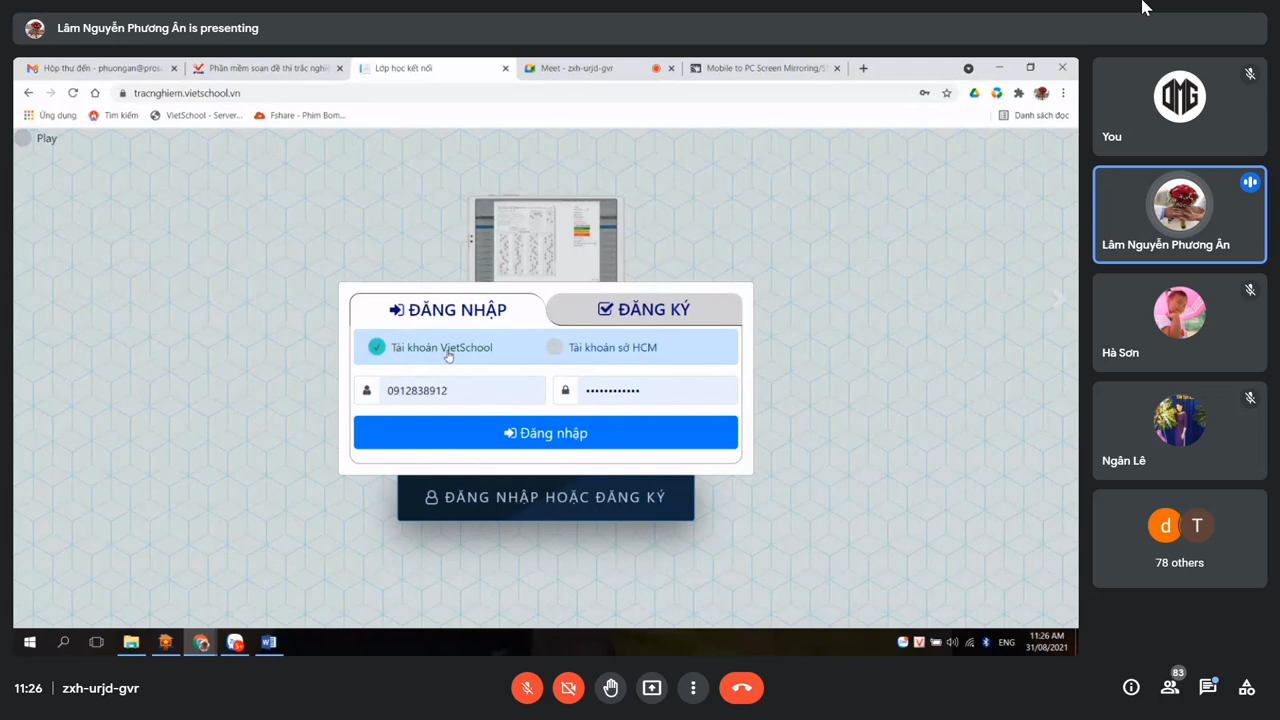 Lâm Nguyễn Phương Ân is presenting
Hộp thư đến - phuongan@pros
Phần mềm soạn đề thi trắc nghiệ
Lớp học kết nối
Meet - zxh-urjd-gvr
Mobile to PC Screen Mirroring/S
tracnghiem.vietschool.vn
Ứng dụng
Tìm kiếm
VietSchool - Server...
Fshare - Phim Bom...
Danh sách đọc
Play
ĐĂNG NHẬP
ĐĂNG KÝ
Tài khoản VietSchool
Tài khoản sở HCM
0912838912
••••••••••••
Đăng nhập
ĐĂNG NHẬP HOẶC ĐĂNG KÝ
ENG
11:26 AM
31/08/2021
OMG
You
Lâm Nguyễn Phương Ân
Hà Sơn
Ngân Lê
d
T
78 others
11:26
zxh-urjd-gvr
83